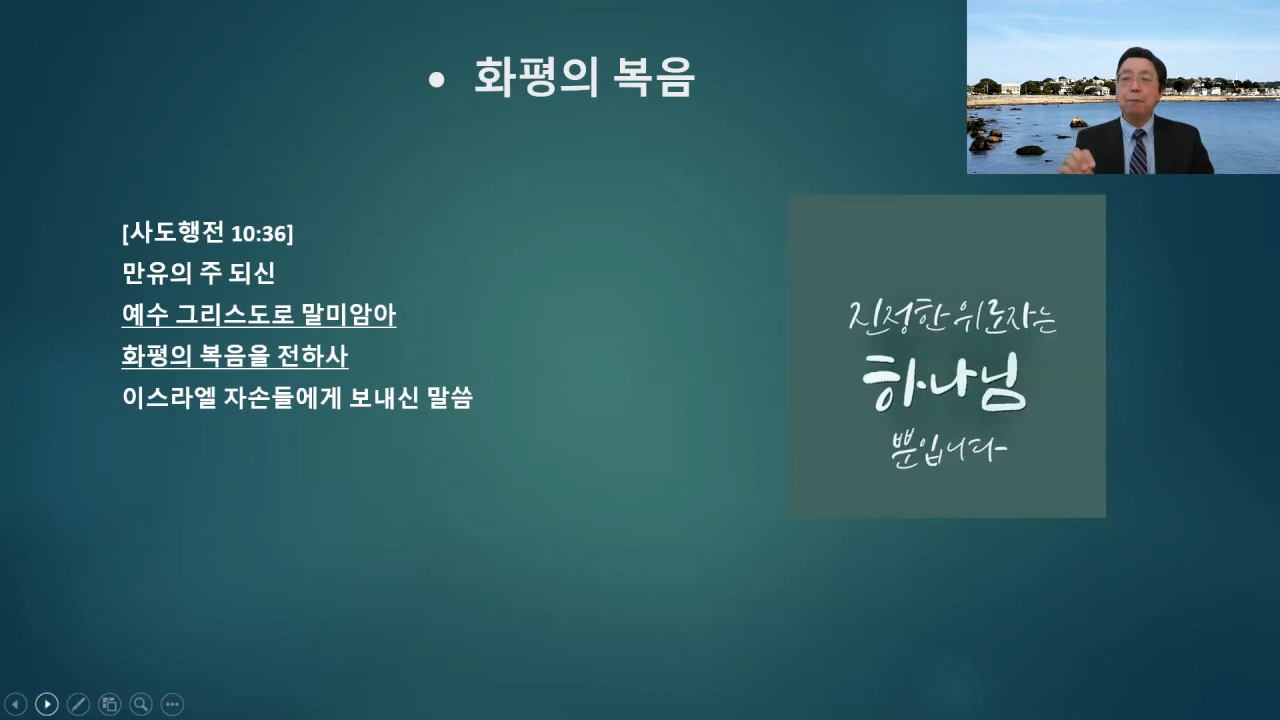 • 화평의 복음
[사도행전 10:36]
만유의 주 되신
예수 그리스도로 말미암아
화평의 복음을 전하사
이스라엘 자손들에게 보내신 말씀
진정한 위로자는
하나님
뿐입니다